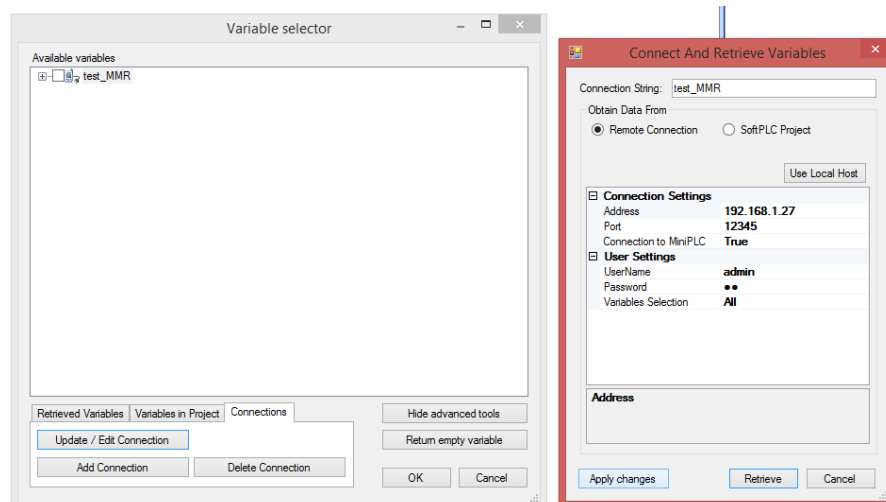 Variable selector
Available variables
test_MMR
Retrieved Variables Variables in Project Connections
Update / Edit Connection
Add Connection Delete Connection
Hide advanced tools
Return empty variable
OK Cancel
Connect And Retrieve Variables
Connection String: test_MMR
Obtain Data From
Remote Connection SoftPLC Project
Use Local Host
Connection Settings
Address 192.168.1.27
Port 12345
Connection to MiniPLC True
User Settings
UserName admin
Password ●●
Variables Selection All
Address
Apply changes Retrieve Cancel